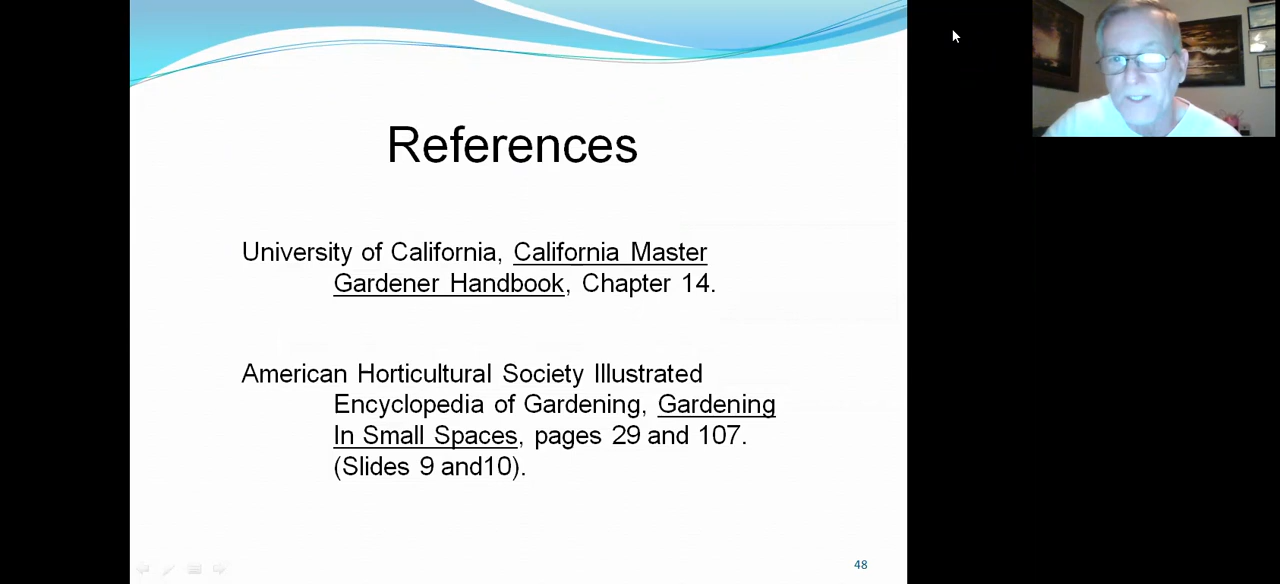 References
University of California, California Master
Gardener Handbook, Chapter 14.
American Horticultural Society Illustrated
Encyclopedia of Gardening, Gardening
In Small Spaces, pages 29 and 107.
(Slides 9 and10).
48